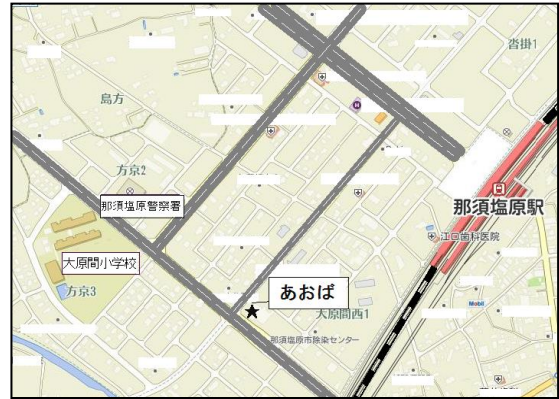 沓掛1
島方
方京2
那須塩原警察署
那須塩原駅
江口歯科医院
大原間小学校
方京3
あおば
大原間西1
Mobil
那須塩原市除染センター